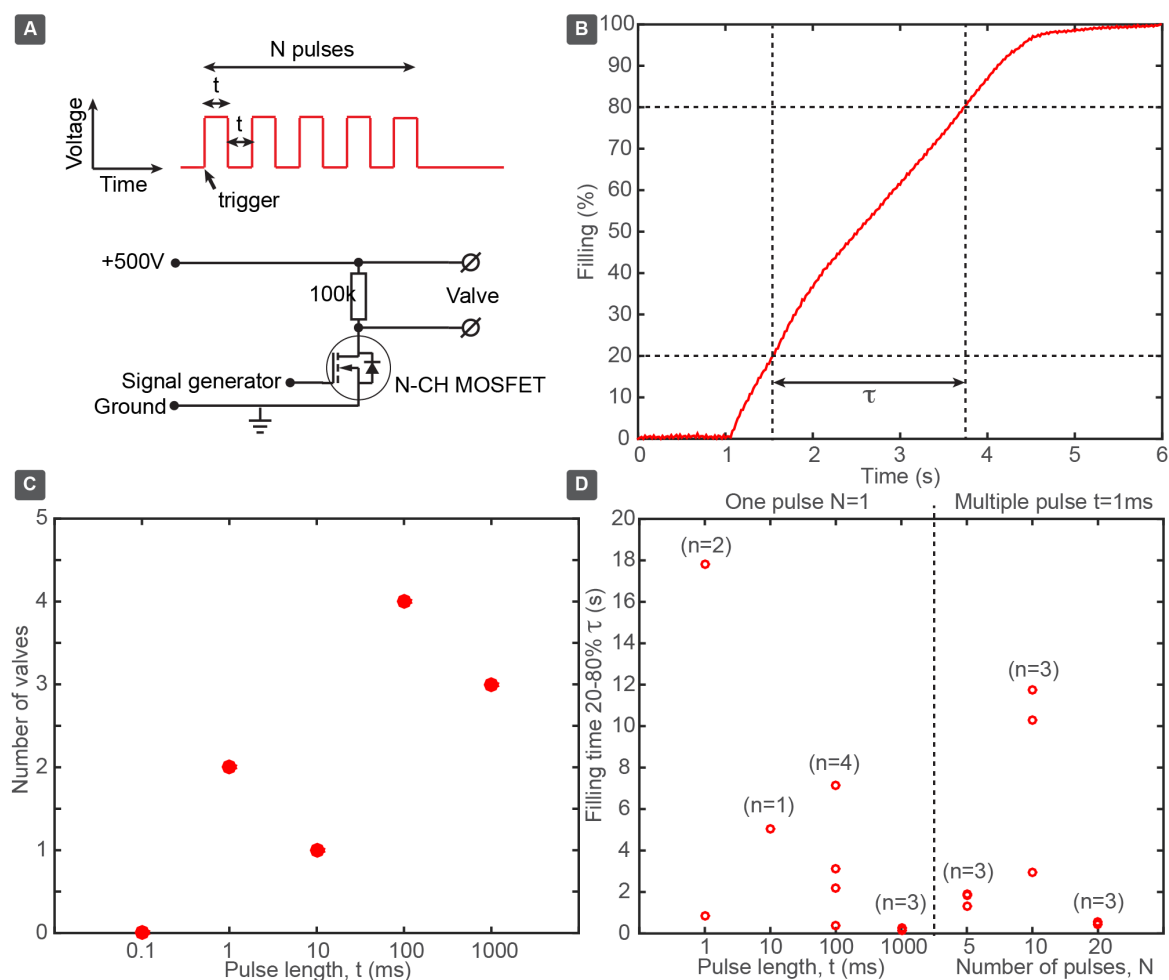 A
N pulses
t
t
Voltage
Time
trigger
+500V
100k
Valve
Signal generator
N-CH MOSFET
Ground
B
100
90
80
70
60
50
40
30
20
10
0
Filling (%)
τ
0 1 2 3 4 5 6
Time (s)
C
5
4
3
2
1
0
Number of valves
0.1 1 10 100 1000
Pulse length, t (ms)
D
One pulse N=1 Multiple pulse t=1ms
20
18
16
14
12
10
8
6
4
2
0
Filling time 20-80% τ (s)
(n=2)
(n=1)
(n=4)
(n=3)
(n=3)
(n=3)
(n=3)
1 10 100 1000 5 10 20
Pulse length, t (ms) Number of pulses, N